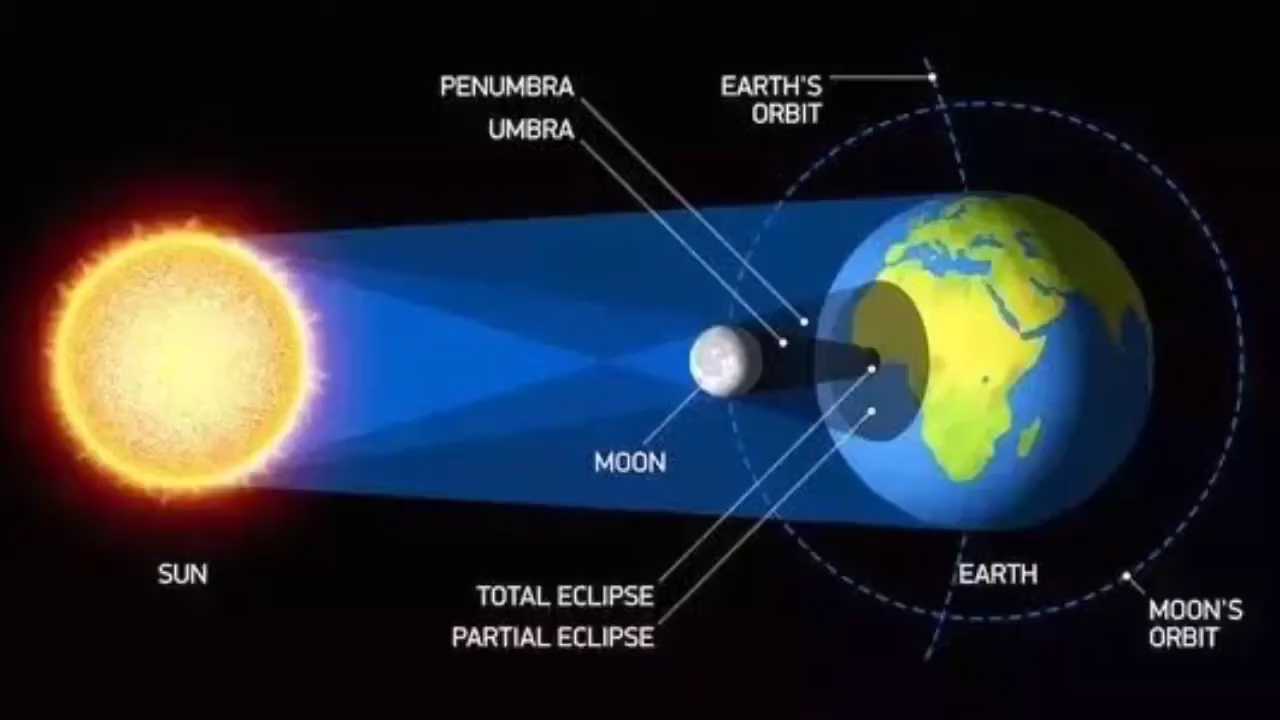 PENUMBRA
UMBRA
EARTH'S
ORBIT
MOON
SUN
EARTH
TOTAL ECLIPSE
PARTIAL ECLIPSE
MOON'S
ORBIT